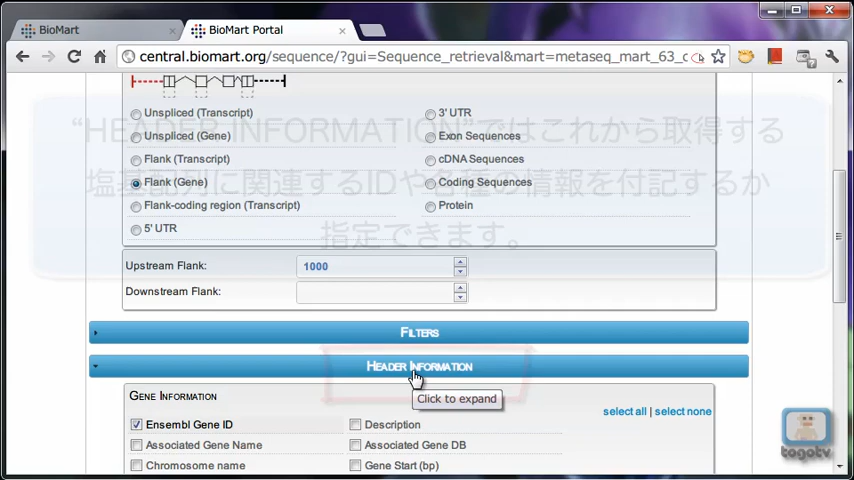 BioMart
BioMart Portal
central.biomart.org/sequence/?gui=Sequence_retrieval&mart=metaseq_mart_63_c
Unspliced (Transcript)
3' UTR
"HEADER INFORMATION"ではこれから取得する
Unspliced (Gene)
Exon Sequences
Flank (Transcript)
cDNA Sequences
塩基配列に関連するIDや各種の情報を付記するか
Flank (Gene)
Coding Sequences
Flank-coding region (Transcript)
Protein
指定できます。
5' UTR
Upstream Flank:
1000
Downstream Flank:
FILTERS
HEADER INFORMATION
Click to expand
GENE INFORMATION
select all | select none
Ensembl Gene ID
Description
Associated Gene Name
Associated Gene DB
Chromosome name
Gene Start (bp)
togotv